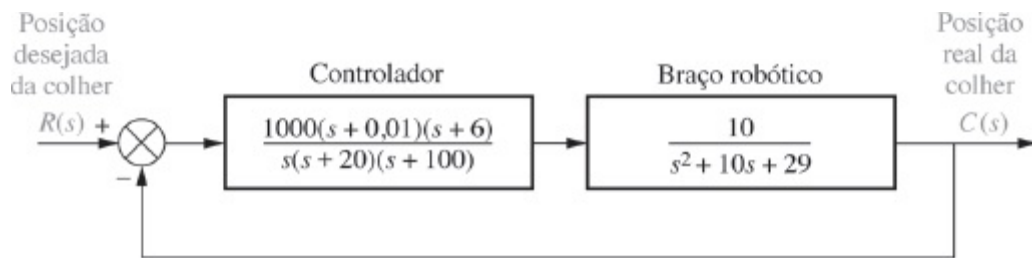 Posição
desejada
da colher
R(s) +
−
Controlador
1000(s + 0,01)(s + 6)
s(s + 20)(s + 100)
Braço robótico
10
s² + 10s + 29
Posição
real da
colher
C(s)